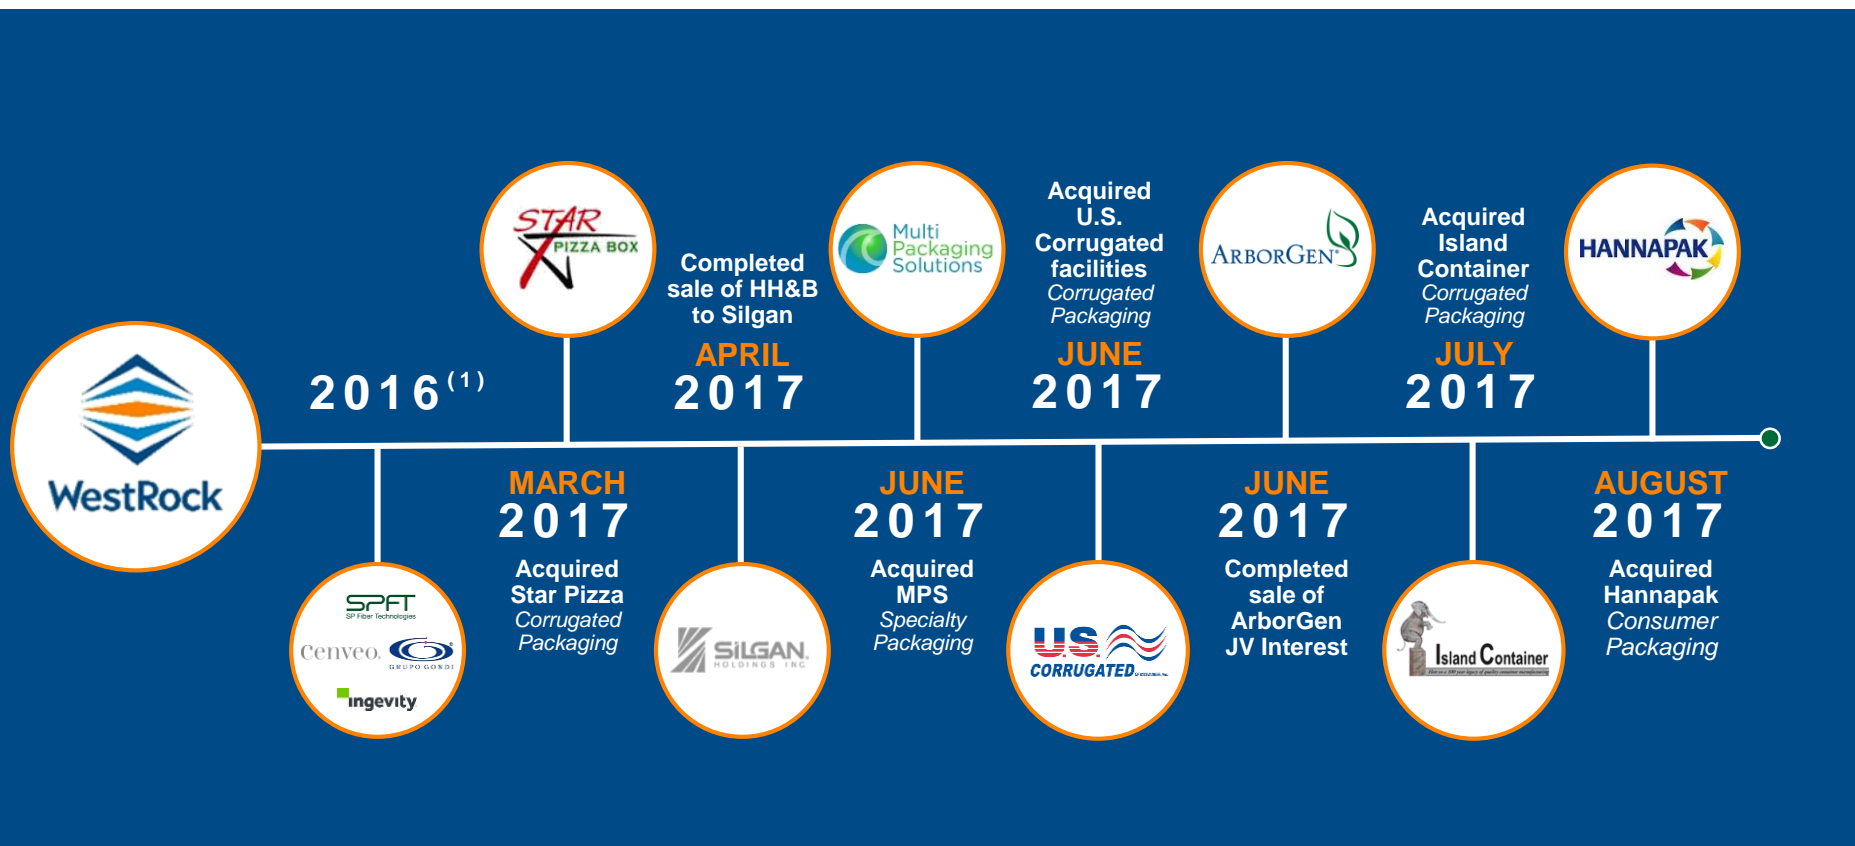 WestRock
2016(1)
SPFT
SP Fiber Technologies
Cenveo.
GRUPO GONDI
ingevity
STAR
PIZZA BOX
MARCH
2017
Acquired
Star Pizza
Corrugated
Packaging
Completed
sale of HH&B
to Silgan
APRIL
2017
SILGAN.
HOLDINGS INC
Multi
Packaging
Solutions
JUNE
2017
Acquired
MPS
Specialty
Packaging
Acquired
U.S.
Corrugated
facilities
Corrugated
Packaging
JUNE
2017
U.S.
CORRUGATED
ARBORGEN®
JUNE
2017
Completed
sale of
ArborGen
JV Interest
Acquired
Island
Container
Corrugated
Packaging
JULY
2017
Island Container
HANNAPAK
AUGUST
2017
Acquired
Hannapak
Consumer
Packaging